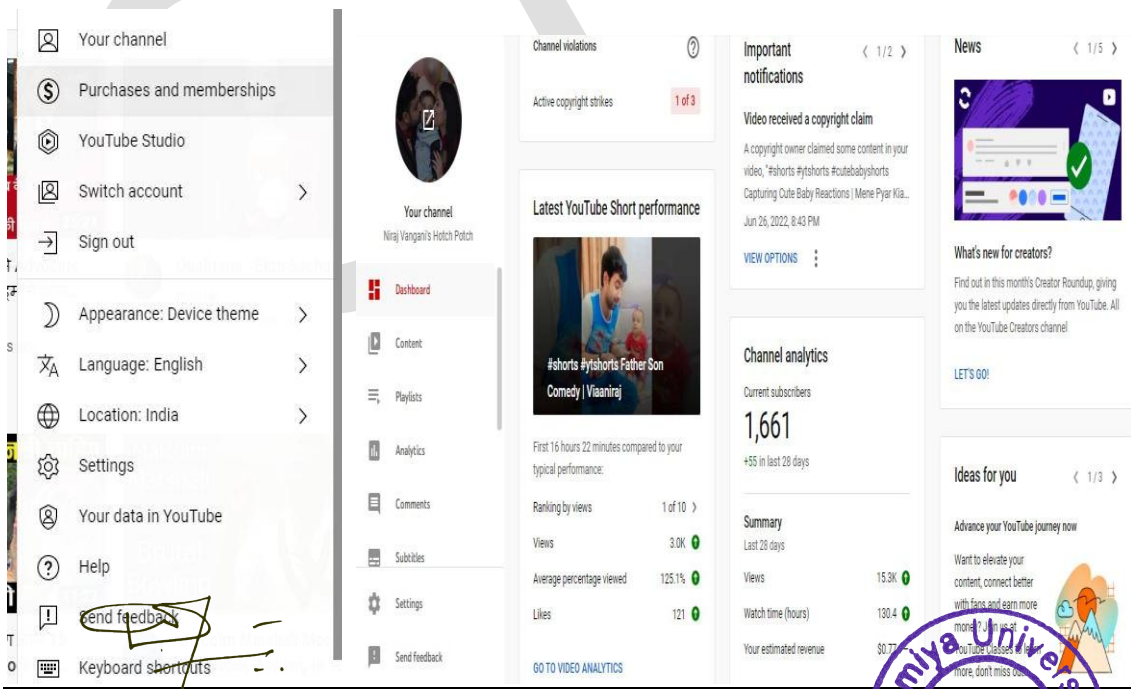 Your channel
Purchases and memberships
YouTube Studio
Switch account
Sign out
Appearance: Device theme
Language: English
Location: India
Settings
Your data in YouTube
Help
Send feedback
Keyboard shortcuts
Your channel
Niraj Vangani's Hotch Potch
Dashboard
Content
Playlists
Analytics
Comments
Subtitles
Settings
Send feedback
Channel violations
Active copyright strikes 1 of 3
Latest YouTube Short performance
#shorts #ytshorts Father Son
Comedy | Viaaniraj
First 16 hours 22 minutes compared to your
typical performance:
Ranking by views 1 of 10
Views 3.0K
Average percentage viewed 125.1%
Likes 121
GO TO VIDEO ANALYTICS
Important
notifications
1/2
Video received a copyright claim
A copyright owner claimed some content in your
video, "#shorts #ytshorts #cutebabyshorts
Capturing Cute Baby Reactions | Mene Pyar Kia...
Jun 26, 2022, 8:43 PM
VIEW OPTIONS
Channel analytics
Current subscribers
1,661
+55 in last 28 days
Summary
Last 28 days
Views 15.3K
Watch time (hours) 130.4
Your estimated revenue
News 1/5
What's new for creators?
Find out in this month's Creator Roundup, giving
you the latest updates directly from YouTube. All
on the YouTube Creators channel
LET'S GO!
Ideas for you 1/3
Advance your YouTube journey now
Want to elevate your
content, connect better
with fans and earn more
money? Join us at
YouTube Classes to learn
more, don't miss